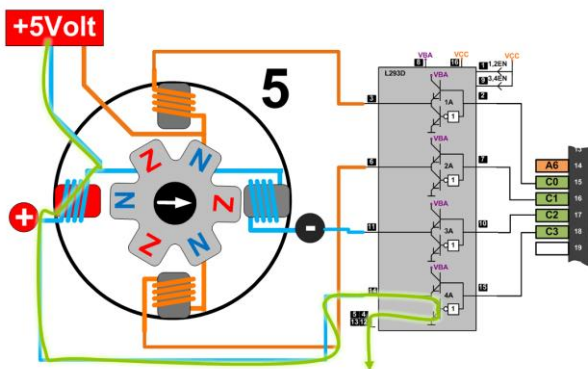 +5Volt
5
VBA
VCC
VCC
1
1,2EN
9
3,4EN
8
16
L293D
VBA
3
2
1A
1
VBA
6
7
2A
1
VBA
11
10
3A
1
VBA
14
15
4A
1
5 4
13 12
Z
N
N
Z
Z
N
+
-
13
A6
14
C0
15
C1
16
C2
17
C3
18
19